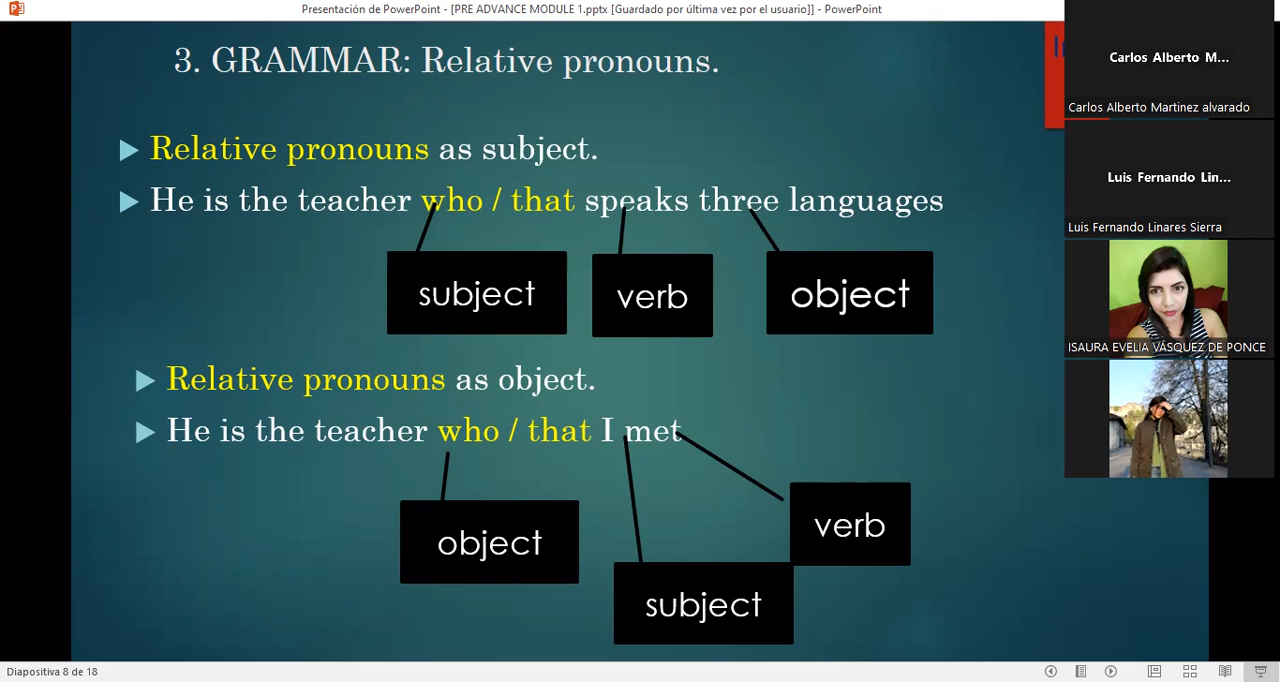 Presentación de PowerPoint - [PRE ADVANCE MODULE 1.pptx [Guardado por última vez por el usuario]] - PowerPoint
3. GRAMMAR: Relative pronouns.
Relative pronouns as subject.
He is the teacher who / that speaks three languages
subject
verb
object
Relative pronouns as object.
He is the teacher who / that I met
object
verb
subject
Carlos Alberto M...
Carlos Alberto Martinez alvarado
Luis Fernando Lin...
Luis Fernando Linares Sierra
ISAURA EVELIA VÁSQUEZ DE PONCE
Diapositiva 8 de 18